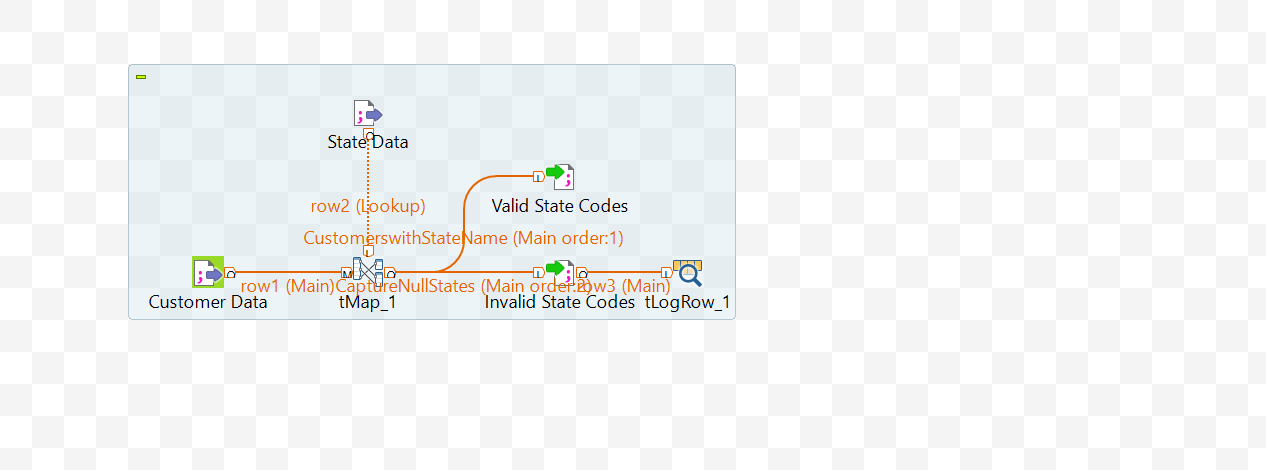 State Data
row2 (Lookup)
Valid State Codes
CustomerswithStateName (Main order:1)
row1 (Main)
CaptureNullStates (Main order:2)
row3 (Main)
Customer Data
tMap_1
Invalid State Codes
tLogRow_1